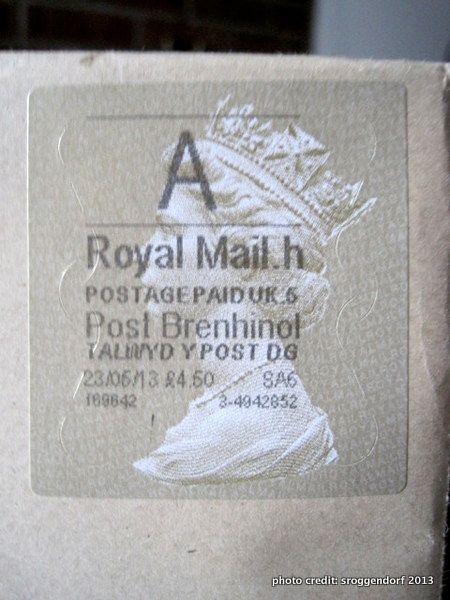 A
Royal Mail.h
POSTAGE PAID UK.5
Post Brenhinol
TALWYD Y POST DG
23/05/13 £4.50 SA6
169642 3-4942852
photo credit: sroggendorf 2013